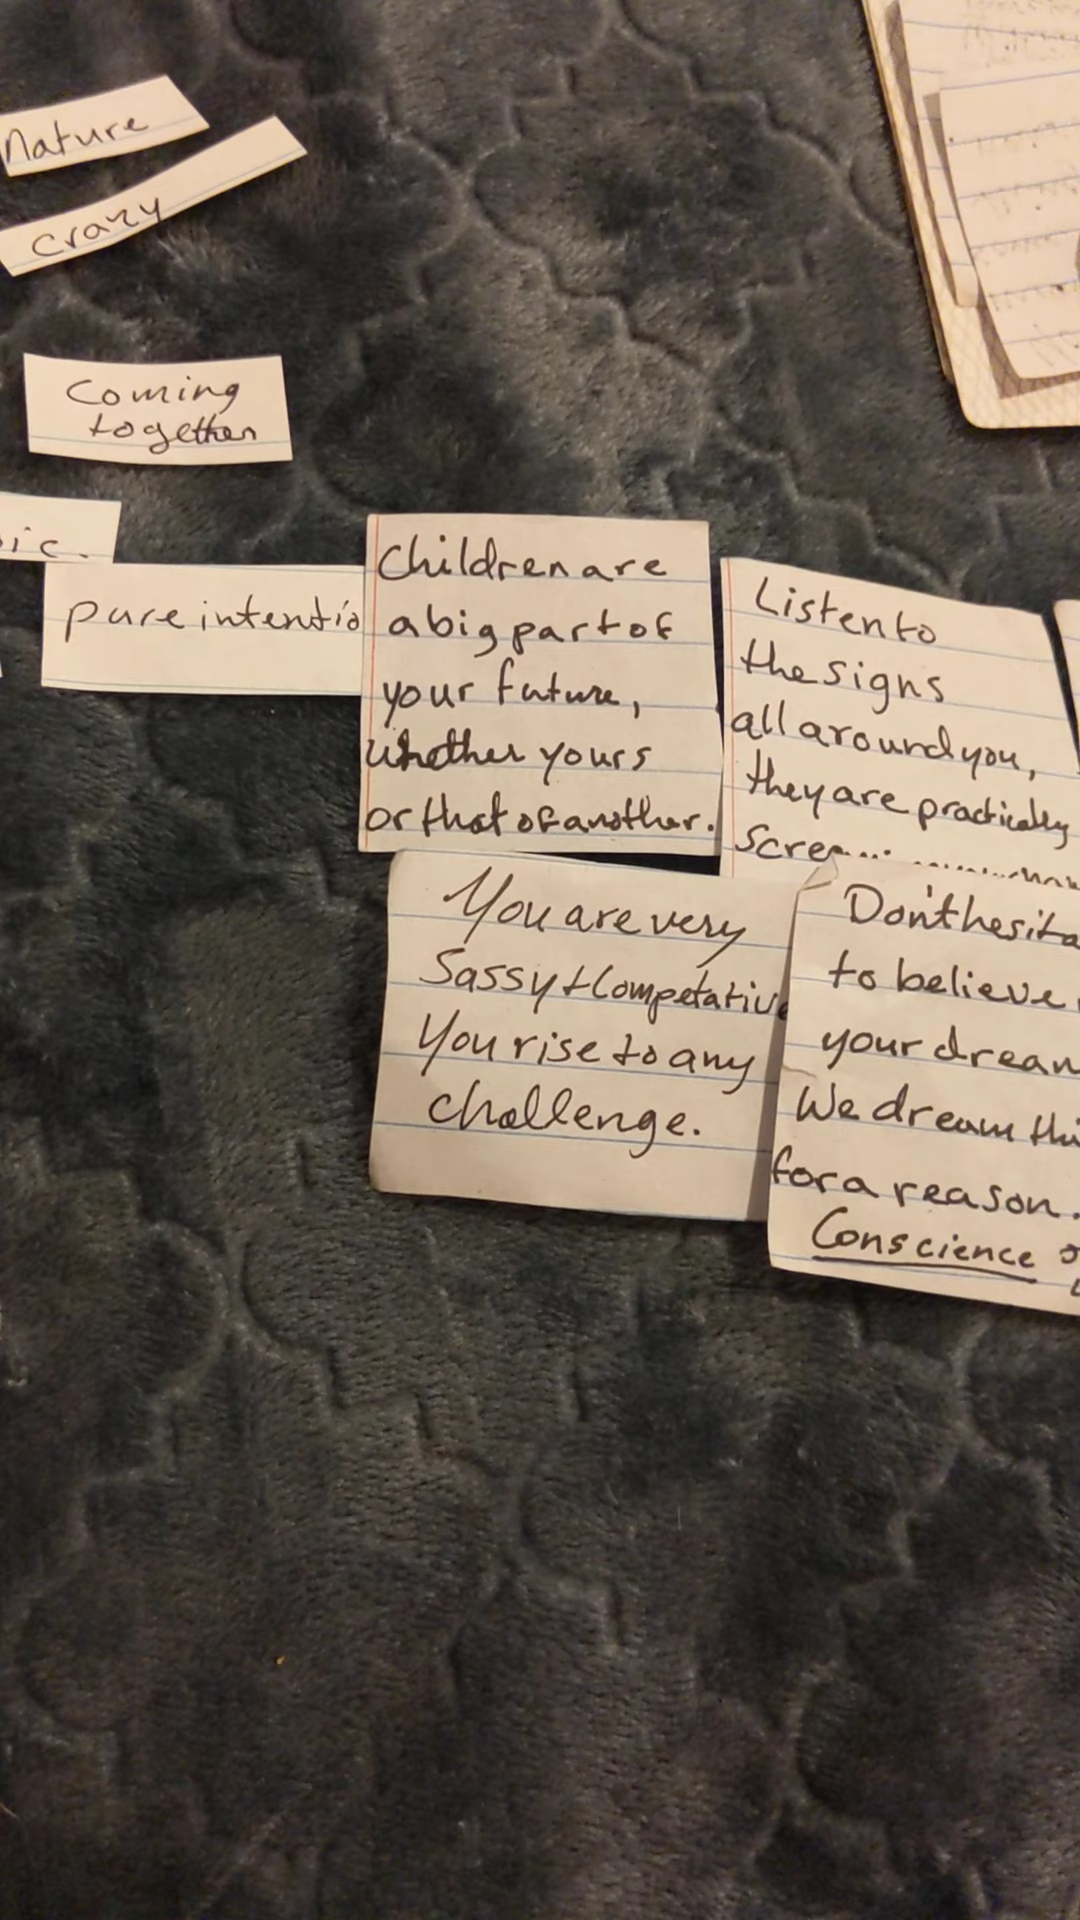 Nature
crazy
Coming
together
ic.
pure intentio
Children are
a big part of
your future,
whether yours
or that of another.
Listen to
the signs
all around you,
they are practically
You are very
Sassy + Competative
You rise to any
challenge.
Don't hesita
to believe
your dream
We dream thi
for a reason.
Conscience